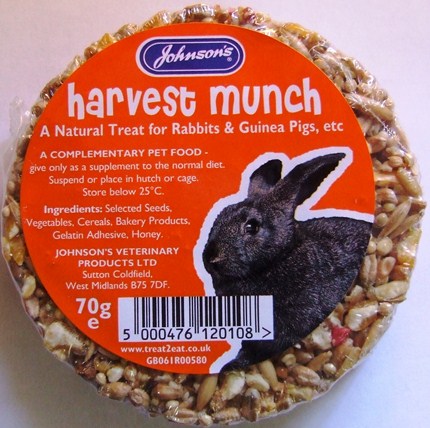 Johnson's®
harvest munch
A Natural Treat for Rabbits & Guinea Pigs, etc
A COMPLEMENTARY PET FOOD -
give only as a supplement to the normal diet.
Suspend or place in hutch or cage.
Store below 25°C.
Ingredients: Selected Seeds,
Vegetables, Cereals, Bakery Products,
Gelatin Adhesive, Honey.
JOHNSON'S VETERINARY
PRODUCTS LTD
Sutton Coldfield,
West Midlands B75 7DF.
70g
e
5 000476 120108 >
www.treat2eat.co.uk
GB061R00580